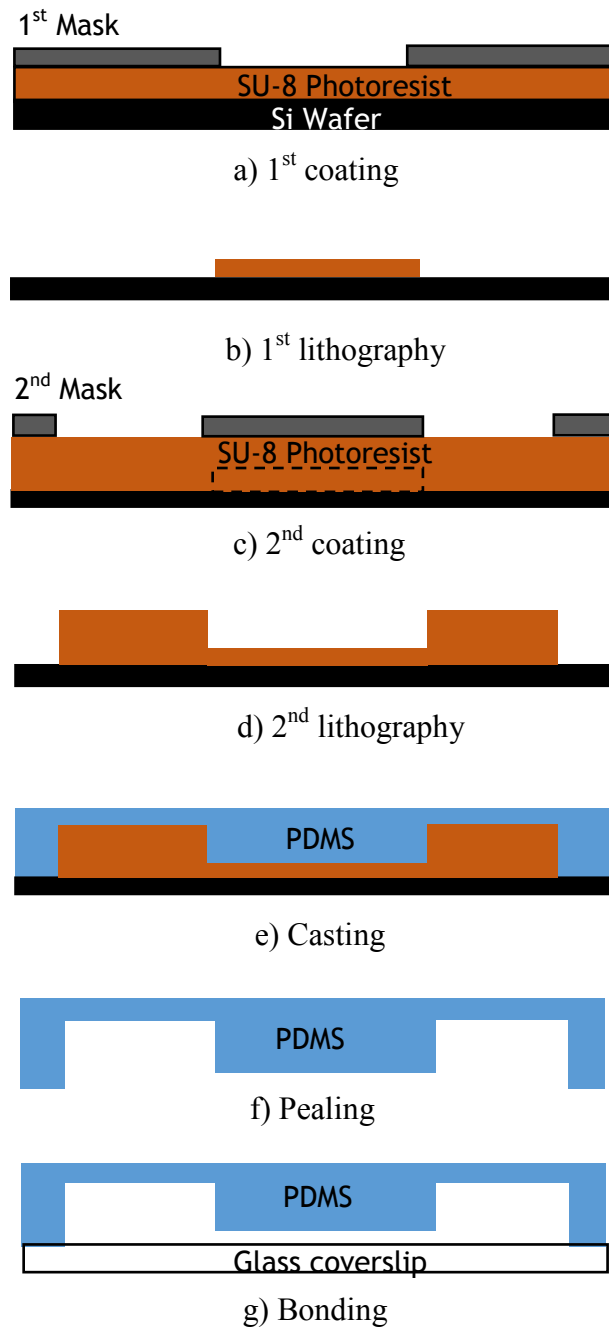 1st Mask
SU-8 Photoresist
Si Wafer
a) 1st coating
b) 1st lithography
2nd Mask
SU-8 Photoresist
c) 2nd coating
d) 2nd lithography
PDMS
e) Casting
PDMS
f) Pealing
PDMS
Glass coverslip
g) Bonding